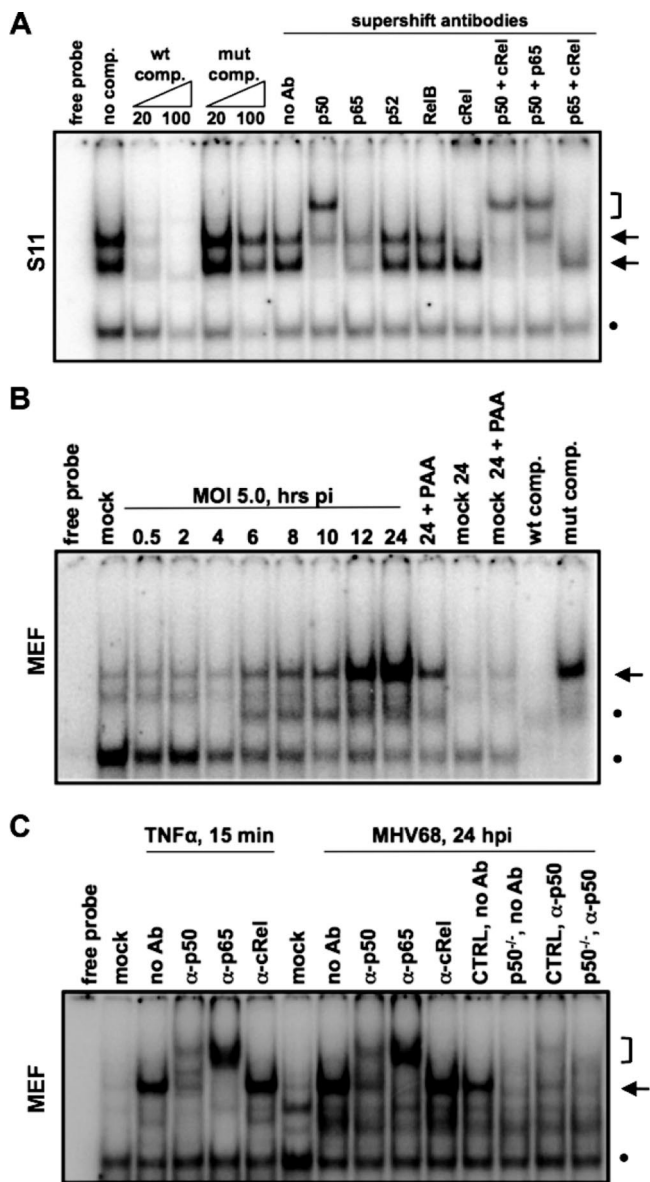 A
supershift antibodies
free probe
no comp.
wt comp.
20 100
mut comp.
20 100
no Ab
p50
p65
p52
RelB
cRel
p50 + cRel
p50 + p65
p65 + cRel
S11
B
free probe
mock
MOI 5.0, hrs pi
0.5 2 4 6 8 10 12 24
24 + PAA
mock 24
mock 24 + PAA
wt comp.
mut comp.
MEF
C
TNFα, 15 min
MHV68, 24 hpi
free probe
mock
no Ab
α-p50
α-p65
α-cRel
mock
no Ab
α-p50
α-p65
α-cRel
CTRL, no Ab
p50-/-, no Ab
CTRL, α-p50
p50-/-, α-p50
MEF